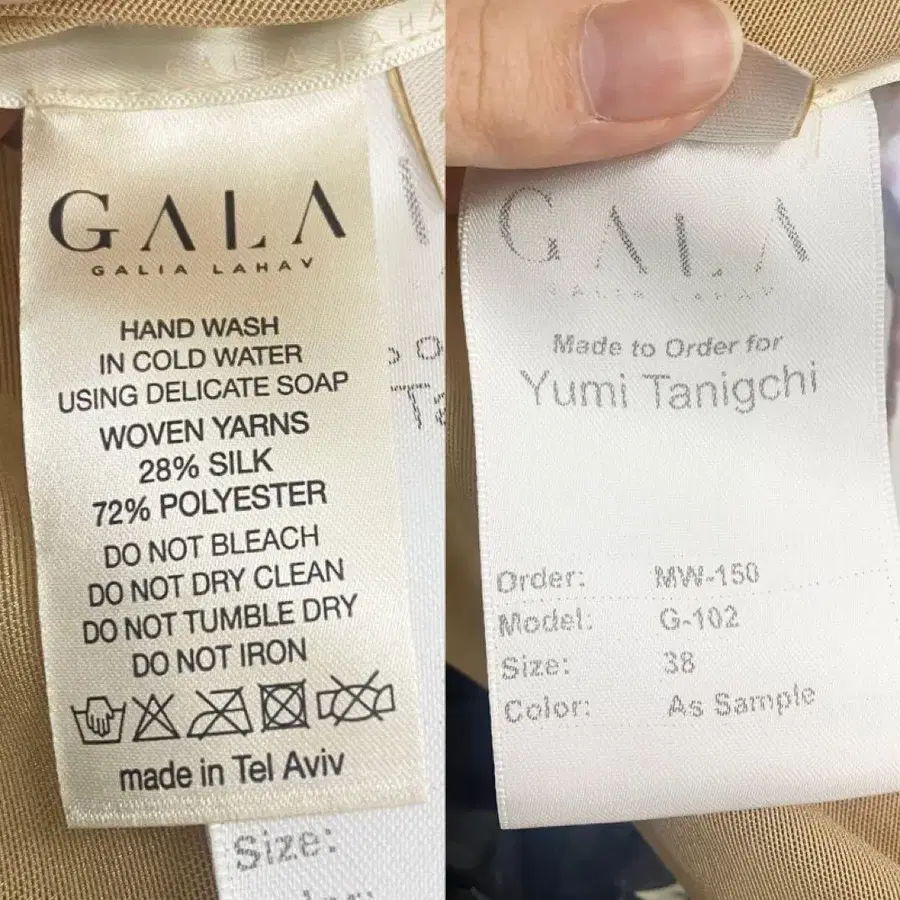 GALIA LAHA
GALA
GALIA LAHAV
HAND WASH
IN COLD WATER
USING DELICATE SOAP
WOVEN YARNS
28% SILK
72% POLYESTER
DO NOT BLEACH
DO NOT DRY CLEAN
DO NOT TUMBLE DRY
DO NOT IRON
made in Tel Aviv
Size:
GALA
GALIA LAHAV
Made to Order for
Yumi Tanigchi
Order: MW-150
Model: G-102
Size: 38
Color: As Sample